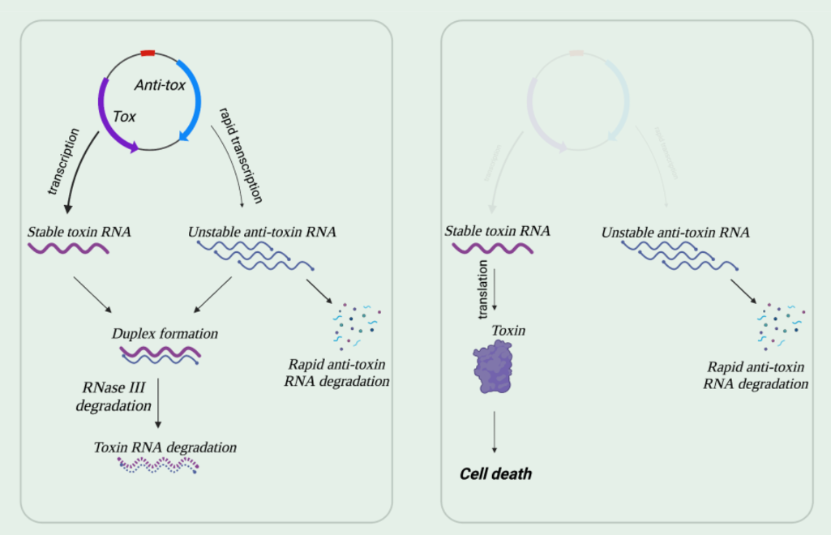 Anti-tox
Tox
transcription
rapid transcription
Stable toxin RNA
Unstable anti-toxin RNA
Duplex formation
Rapid anti-toxin
RNA degradation
RNase III
degradation
Toxin RNA degradation
Stable toxin RNA
Unstable anti-toxin RNA
translation
Toxin
Rapid anti-toxin
RNA degradation
Cell death